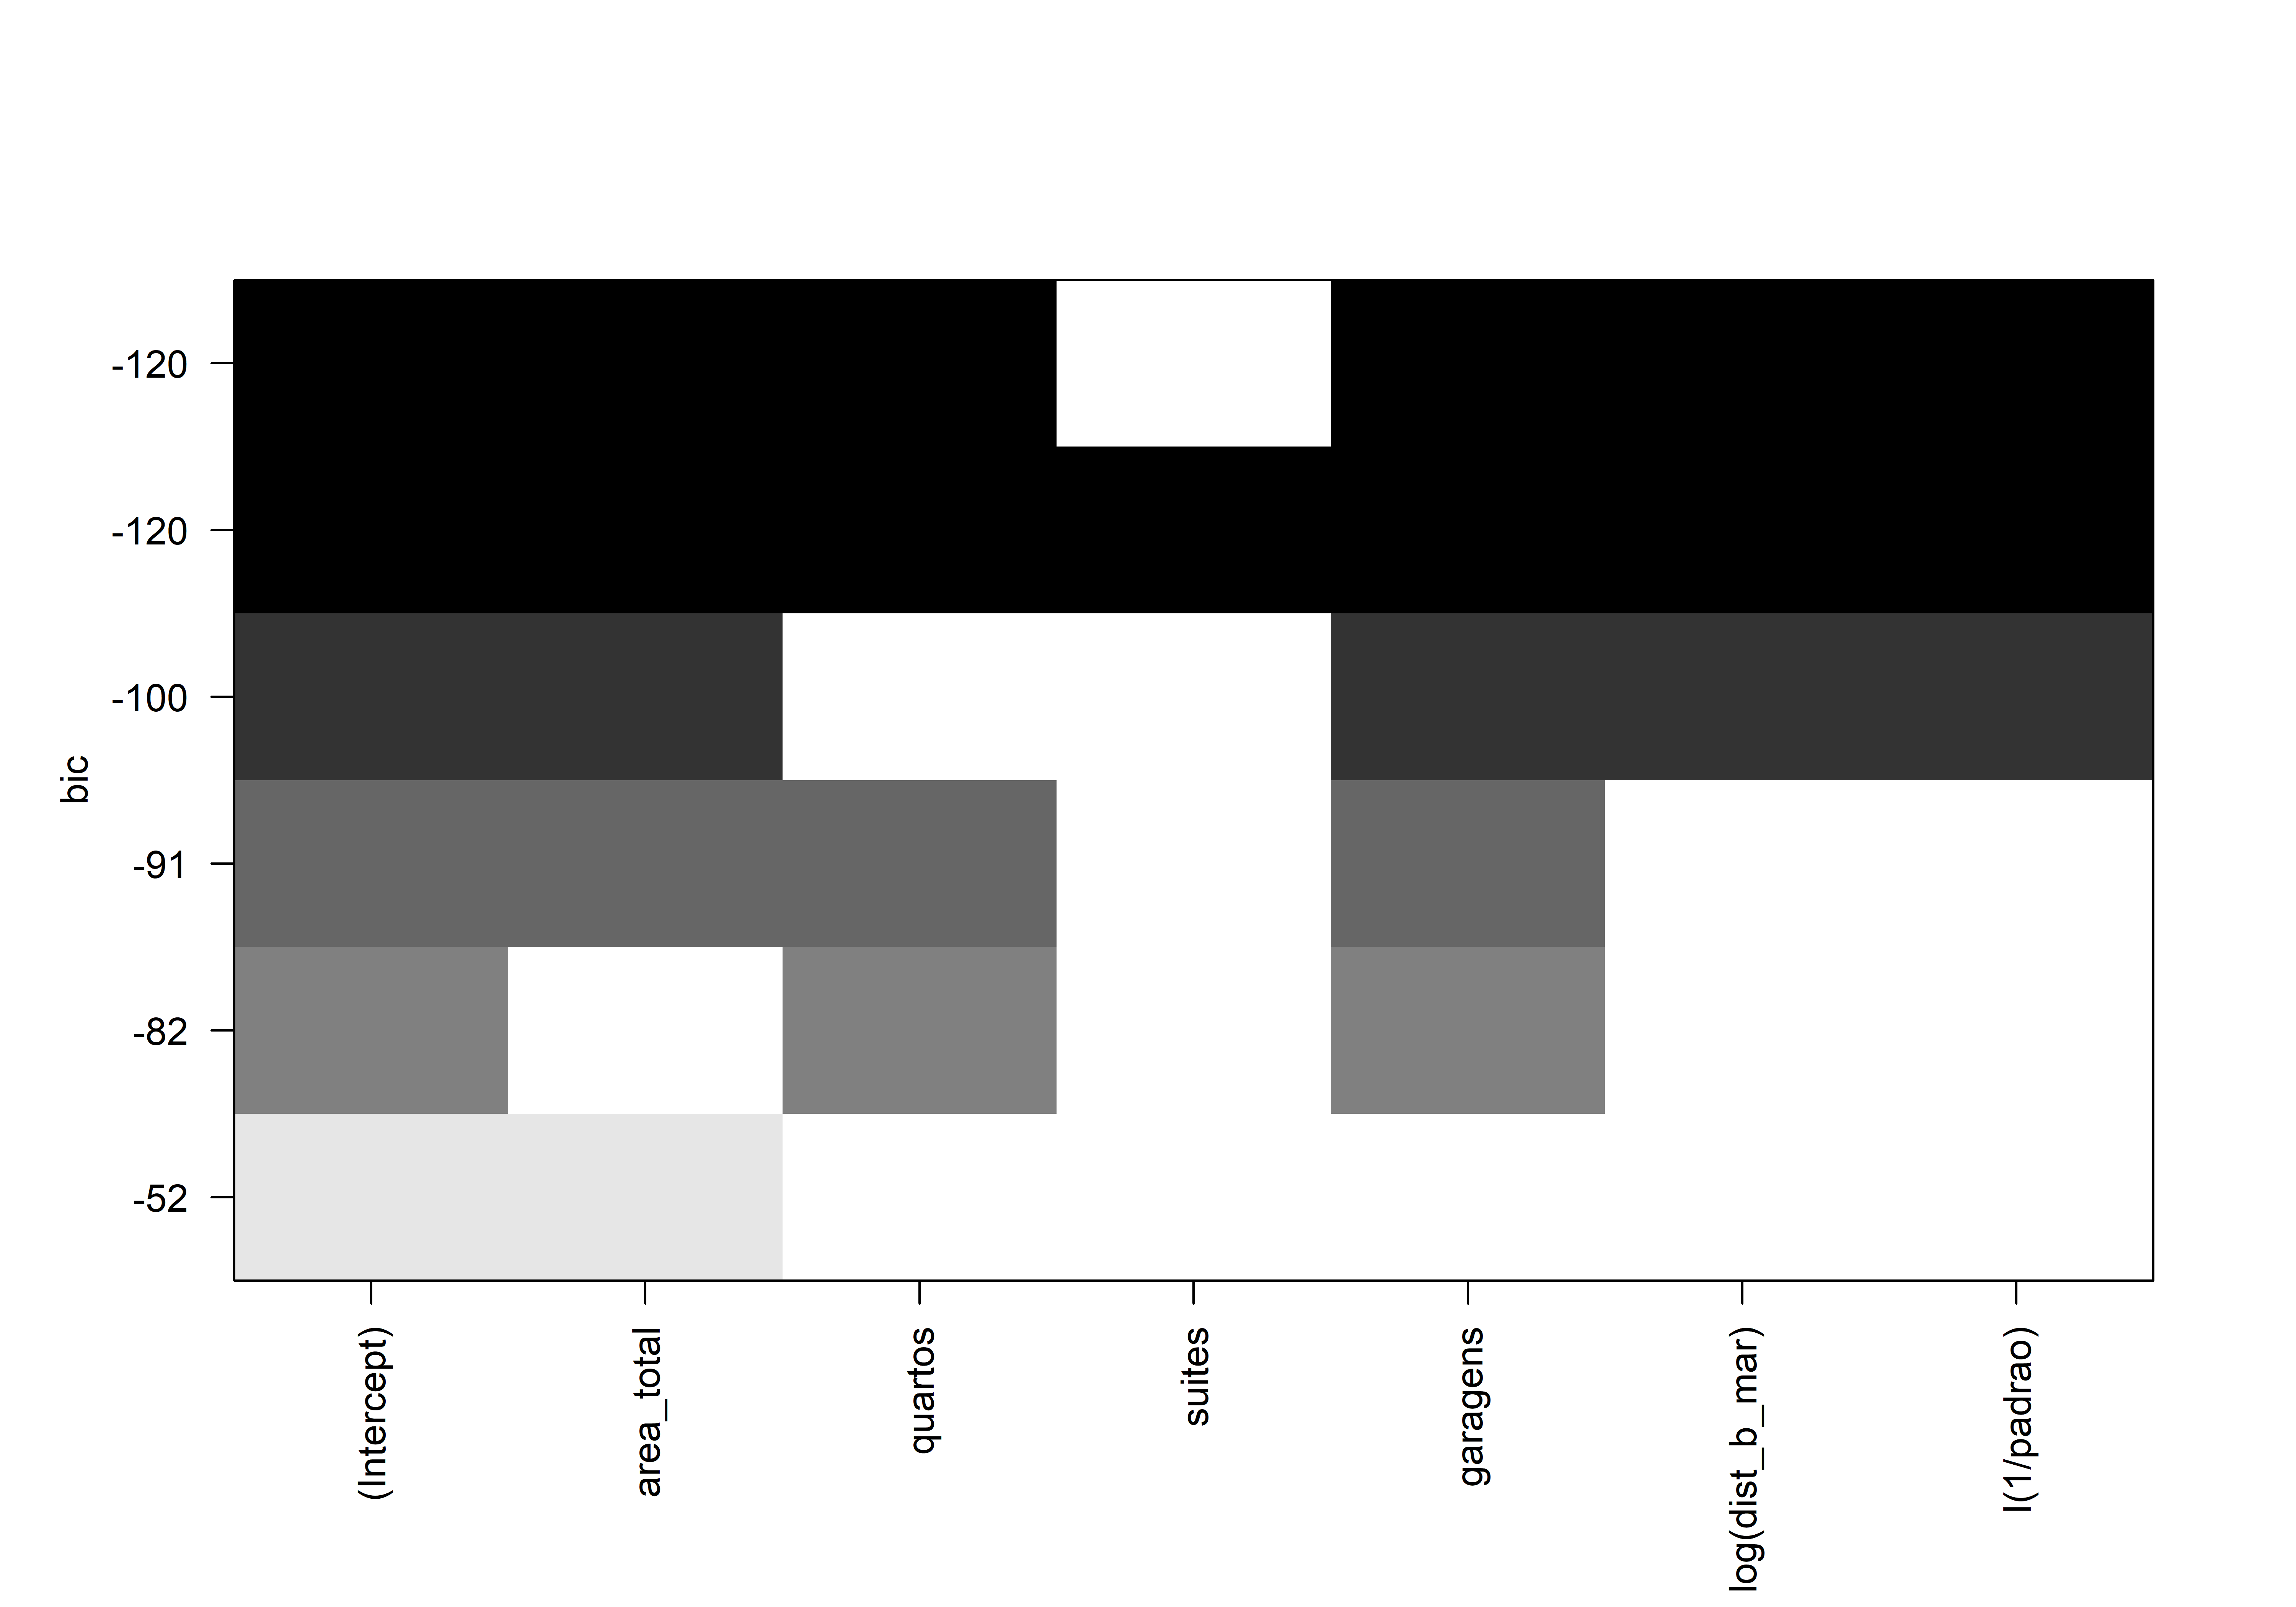 bic
-120
-120
-100
-91
-82
-52
(Intercept)
area_total
quartos
suites
garagens
log(dist_b_mar)
I(1/padrao)